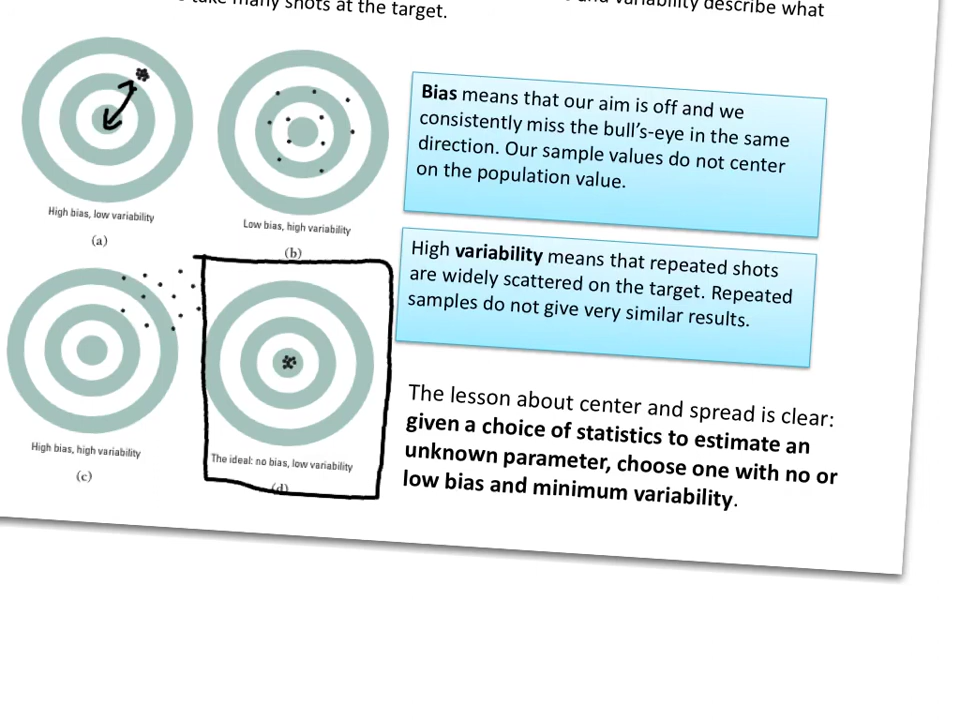 take many shots at the target.
and variability describe what
High bias, low variability
(a)
Low bias, high variability
(b)
Bias means that our aim is off and we
consistently miss the bull's-eye in the same
direction. Our sample values do not center
on the population value.
High variability means that repeated shots
are widely scattered on the target. Repeated
samples do not give very similar results.
High bias, high variability
(c)
The ideal: no bias, low variability
(d)
The lesson about center and spread is clear:
given a choice of statistics to estimate an
unknown parameter, choose one with no or
low bias and minimum variability.